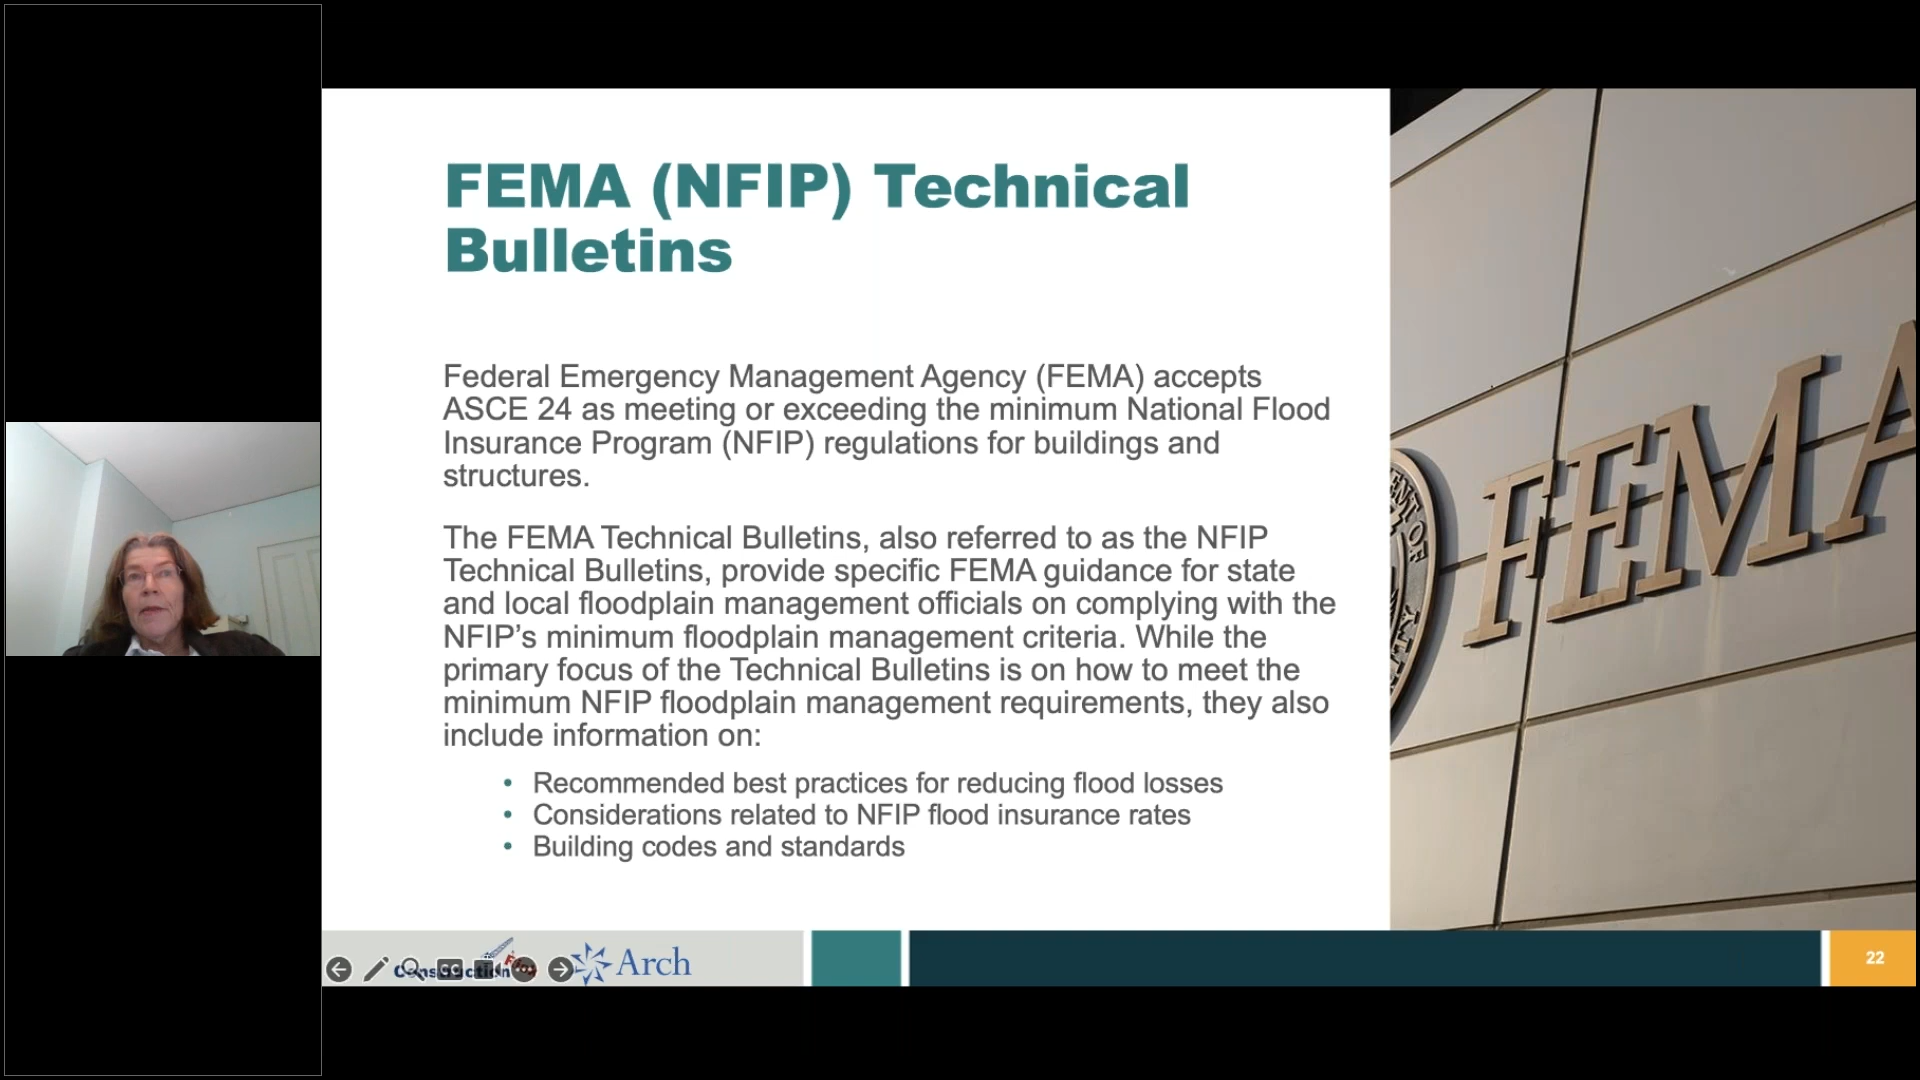 FEMA (NFIP) Technical
Bulletins
Federal Emergency Management Agency (FEMA) accepts
ASCE 24 as meeting or exceeding the minimum National Flood
Insurance Program (NFIP) regulations for buildings and
structures.
The FEMA Technical Bulletins, also referred to as the NFIP
Technical Bulletins, provide specific FEMA guidance for state
and local floodplain management officials on complying with the
NFIP’s minimum floodplain management criteria. While the
primary focus of the Technical Bulletins is on how to meet the
minimum NFIP floodplain management requirements, they also
include information on:
• Recommended best practices for reducing flood losses
• Considerations related to NFIP flood insurance rates
• Building codes and standards
FEMA
Arch
22